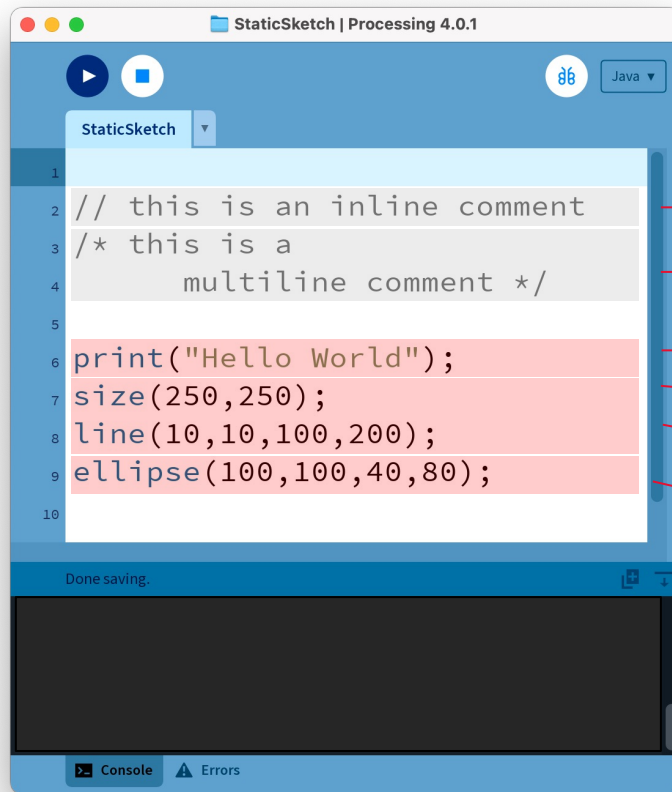 StaticSketch | Processing 4.0.1
Java ▼
StaticSketch ▼
1
2 // this is an inline comment
3 /* this is a
4 multiline comment */
5
6 print("Hello World");
7 size(250,250);
8 line(10,10,100,200);
9 ellipse(100,100,40,80);
10
Done saving.
Console Errors